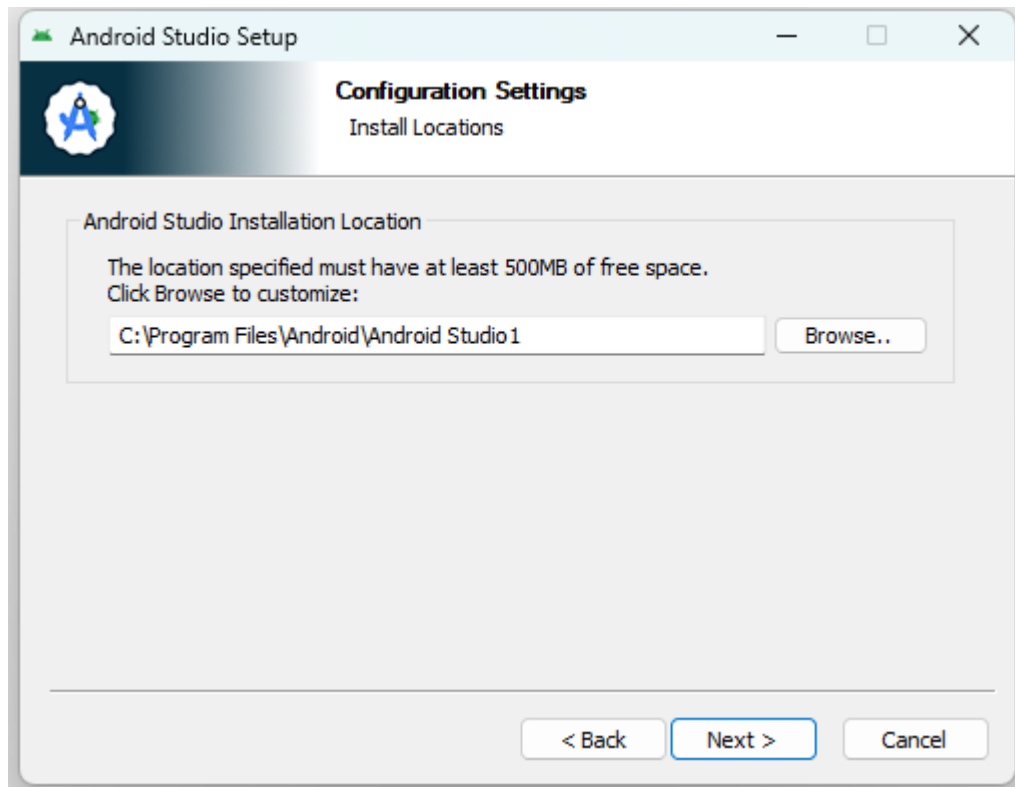 Android Studio Setup
Configuration Settings
Install Locations
Android Studio Installation Location
The location specified must have at least 500MB of free space.
Click Browse to customize:
C:\Program Files\Android\Android Studio1
Browse..
< Back
Next >
Cancel